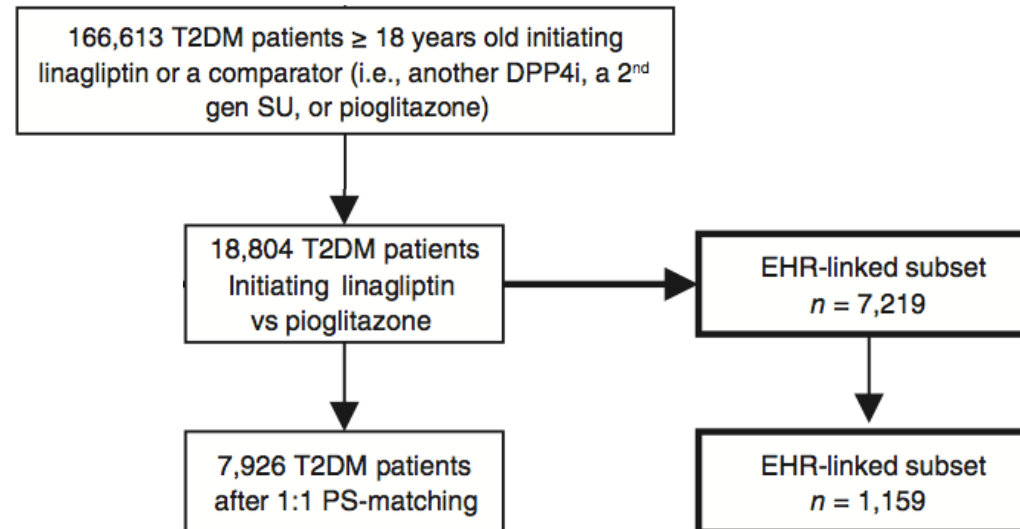 166,613 T2DM patients ≥ 18 years old initiating
linagliptin or a comparator (i.e., another DPP4i, a 2nd
gen SU, or pioglitazone)
18,804 T2DM patients
Initiating linagliptin
vs pioglitazone
EHR-linked subset
n = 7,219
7,926 T2DM patients
after 1:1 PS-matching
EHR-linked subset
n = 1,159